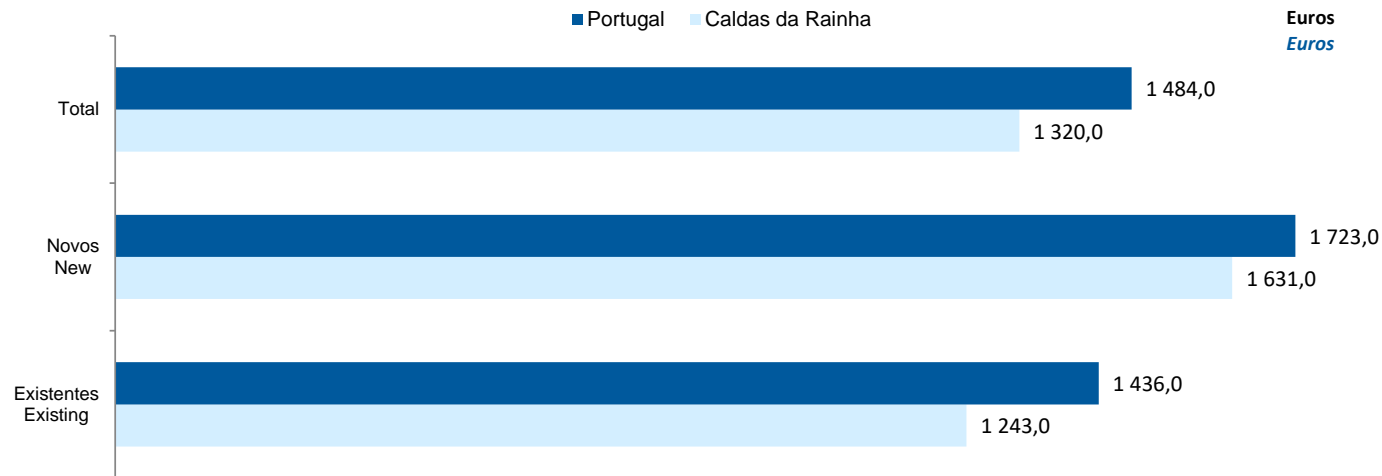 Portugal Caldas da Rainha
Euros
Euros
Total
1 484,0
1 320,0
Novos
New
1 723,0
1 631,0
Existentes
Existing
1 436,0
1 243,0